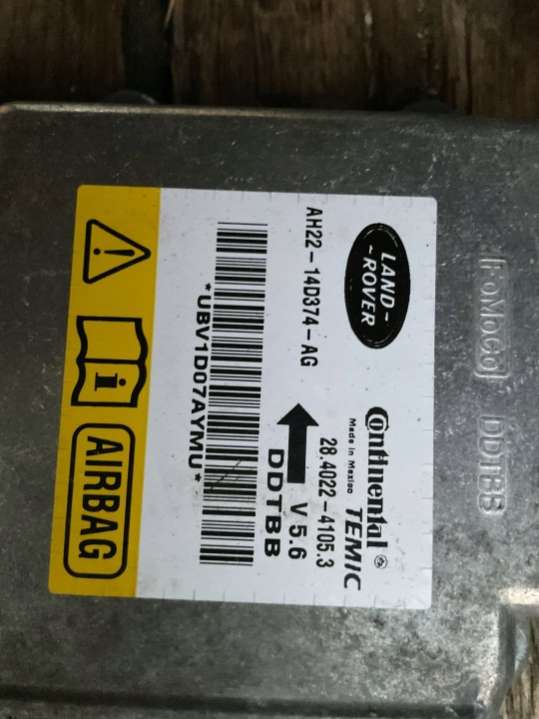 FoMoCo DDTBB
LAND-
-ROVER
Continental
Made in Mexico TEMIC
28.4022-4105.3
V 5.6
DDTBB
AH22-14D374-AG
*UBV1D07AYMU*
AIRBAG